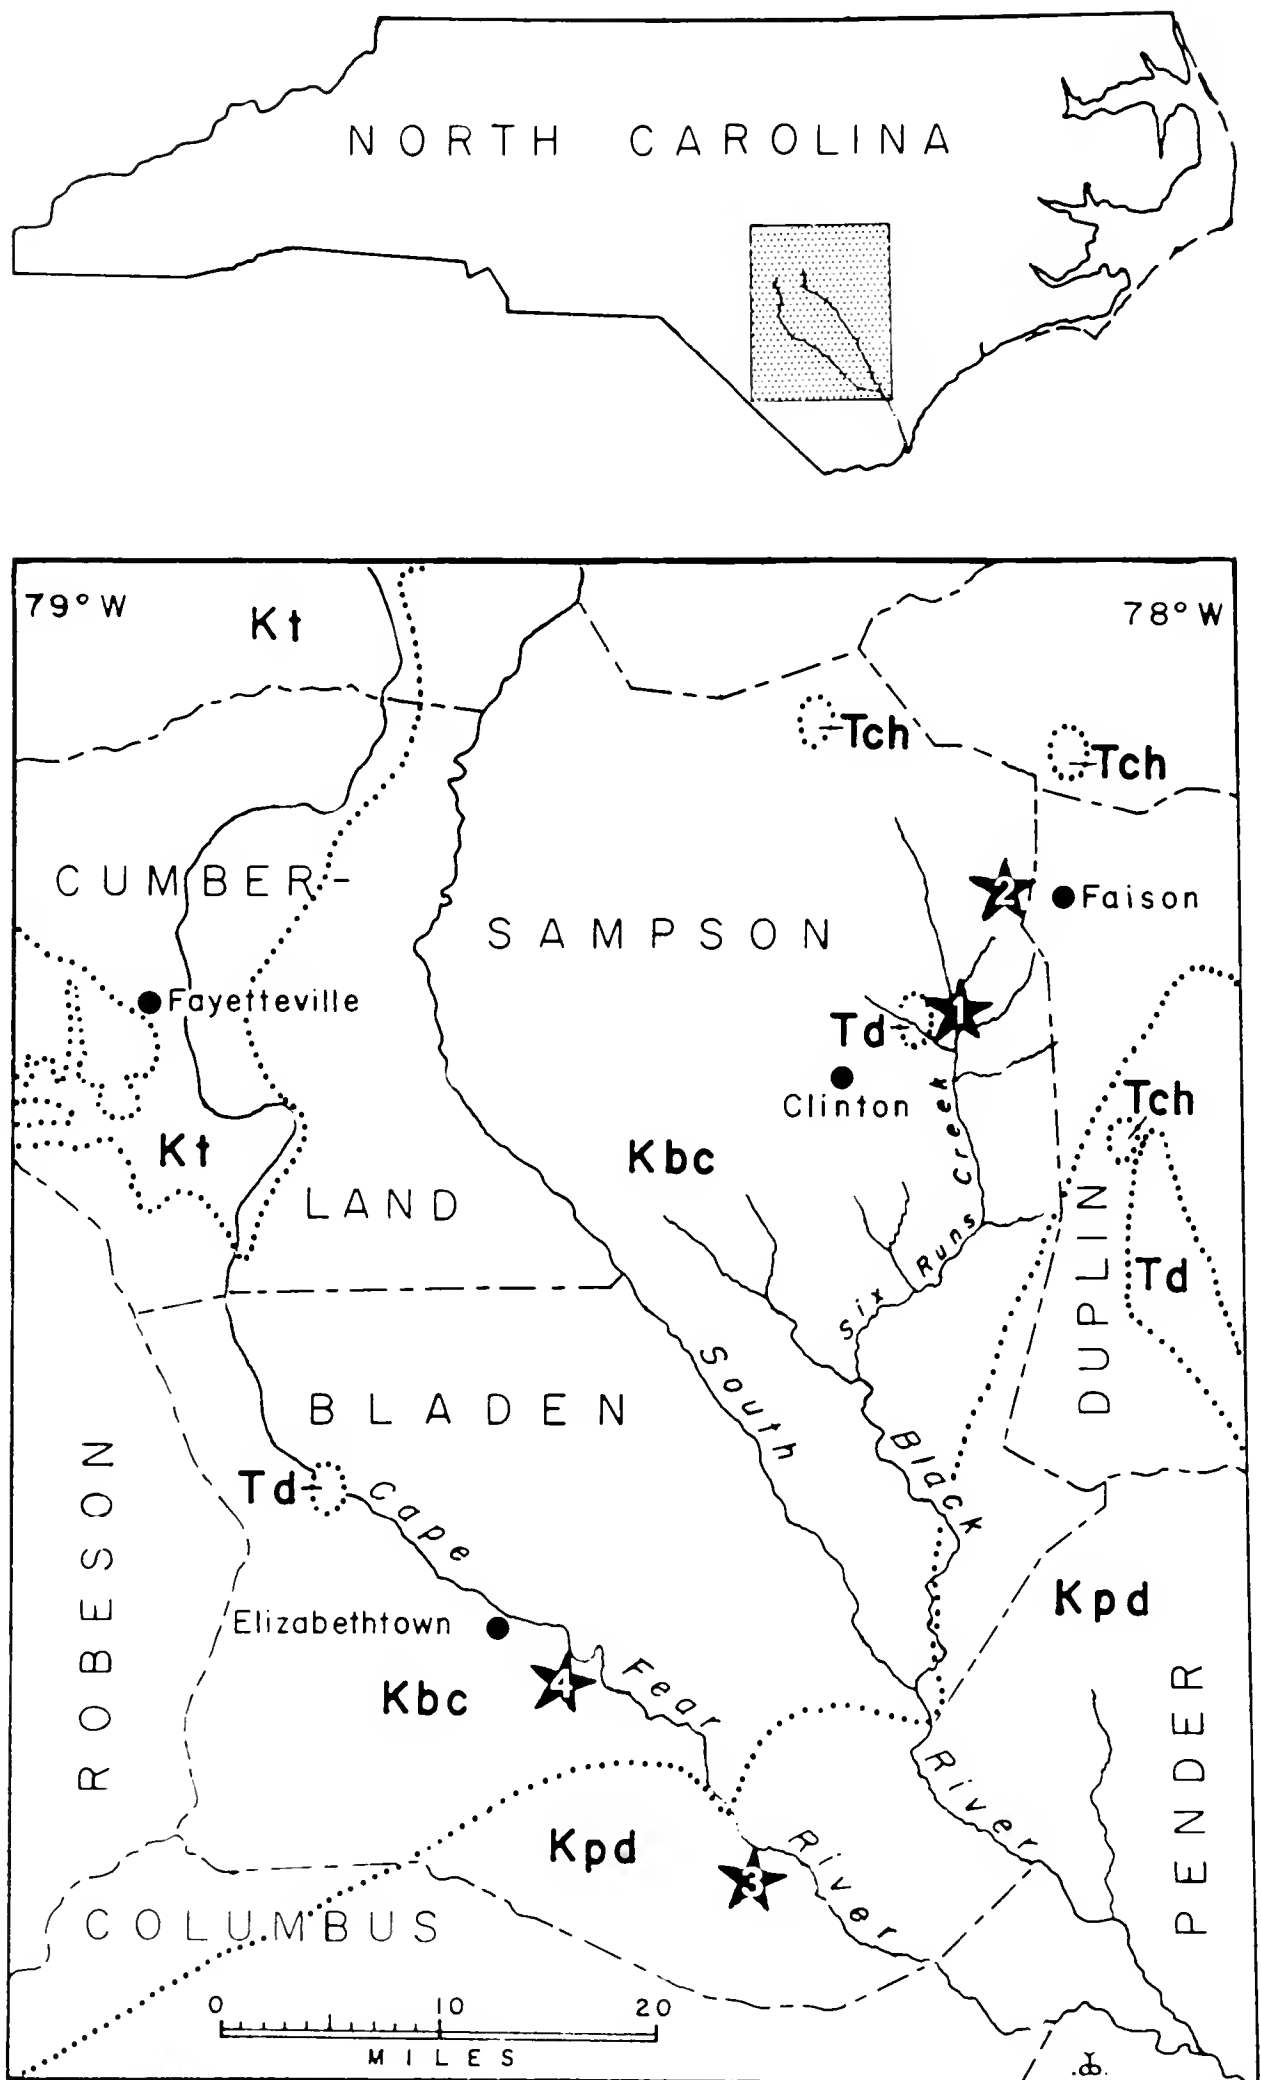 NORTH CAROLINA
79° W
78° W
Kt
Tch
Tch
CUMBER-
2
Faison
SAMPSON
Fayetteville
1
Td
Clinton
Tch
Kt
Kbc
LAND
Six Runs Creek
DUPLIN
Td
BLADEN
South
Black
ROBESON
Td
Cape
Kpd
Elizabethtown
4
Fear
Kbc
PENDER
River
Kpd
River
3
COLUMBUS
0 10 20
MILES